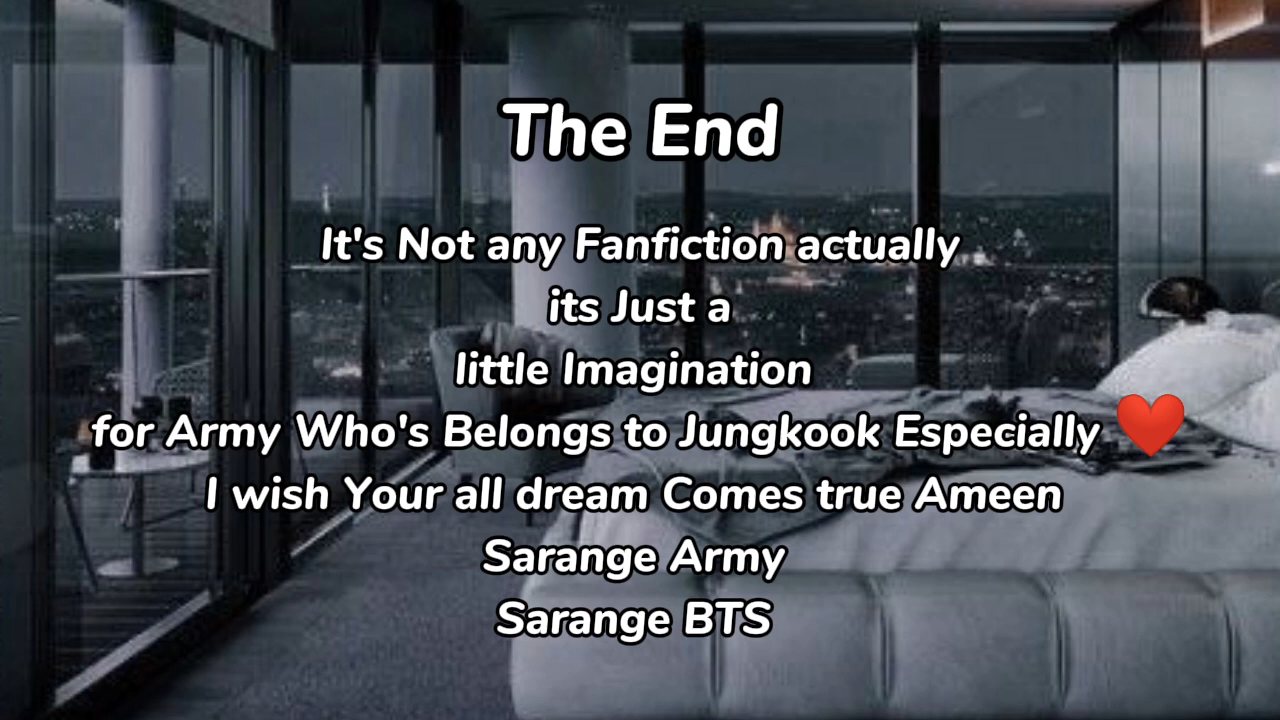 The End
It's Not any Fanfiction actually
its Just a
little Imagination
for Army Who's Belongs to Jungkook Especially ❤️
I wish Your all dream Comes true Ameen
Sarange Army
Sarange BTS